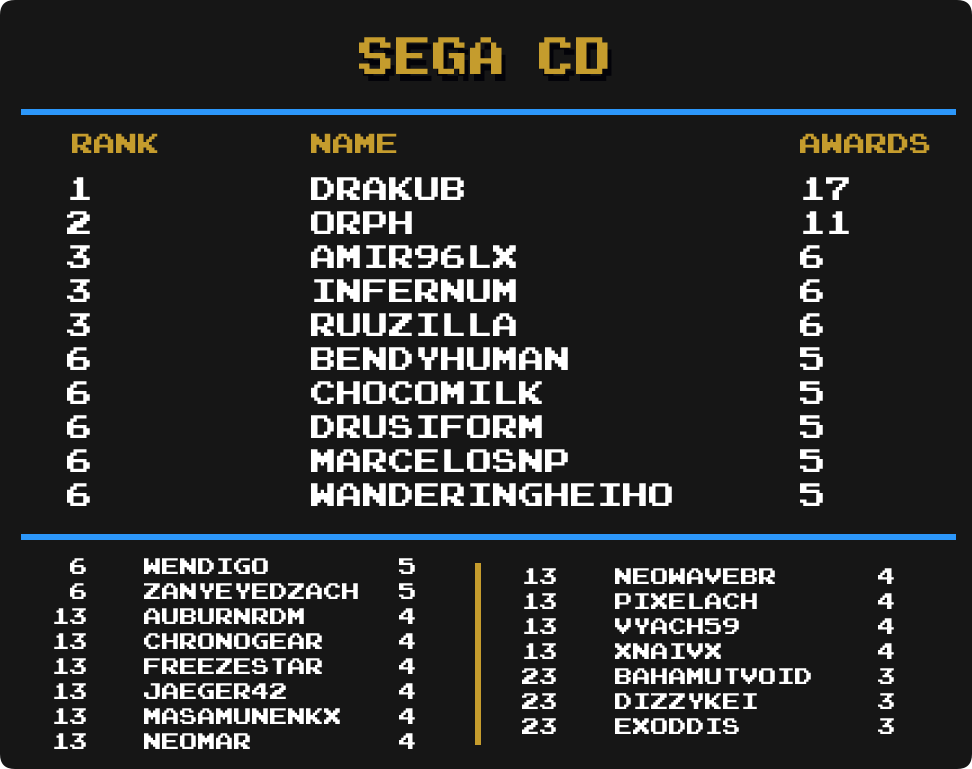 SEGA CD
RANK NAME AWARDS
1 DRAKUB 17
2 ORPH 11
3 AMIR96LX 6
3 INFERNUM 6
3 RUUZILLA 6
6 BENDYHUMAN 5
6 CHOCOMILK 5
6 DRUSIFORM 5
6 MARCELOSNP 5
6 WANDERINGHEIHO 5
6 WENDIGO 5
6 ZANYEYEDZACH 5
13 AUBURNRDM 4
13 CHRONOGEAR 4
13 FREEZESTAR 4
13 JAEGER42 4
13 MASAMUNENKX 4
13 NEOMAR 4
13 NEOWAVEBR 4
13 PIXELACH 4
13 VYACH59 4
13 XNAIVX 4
23 BAHAMUTVOID 3
23 DIZZYKEI 3
23 EXODDIS 3